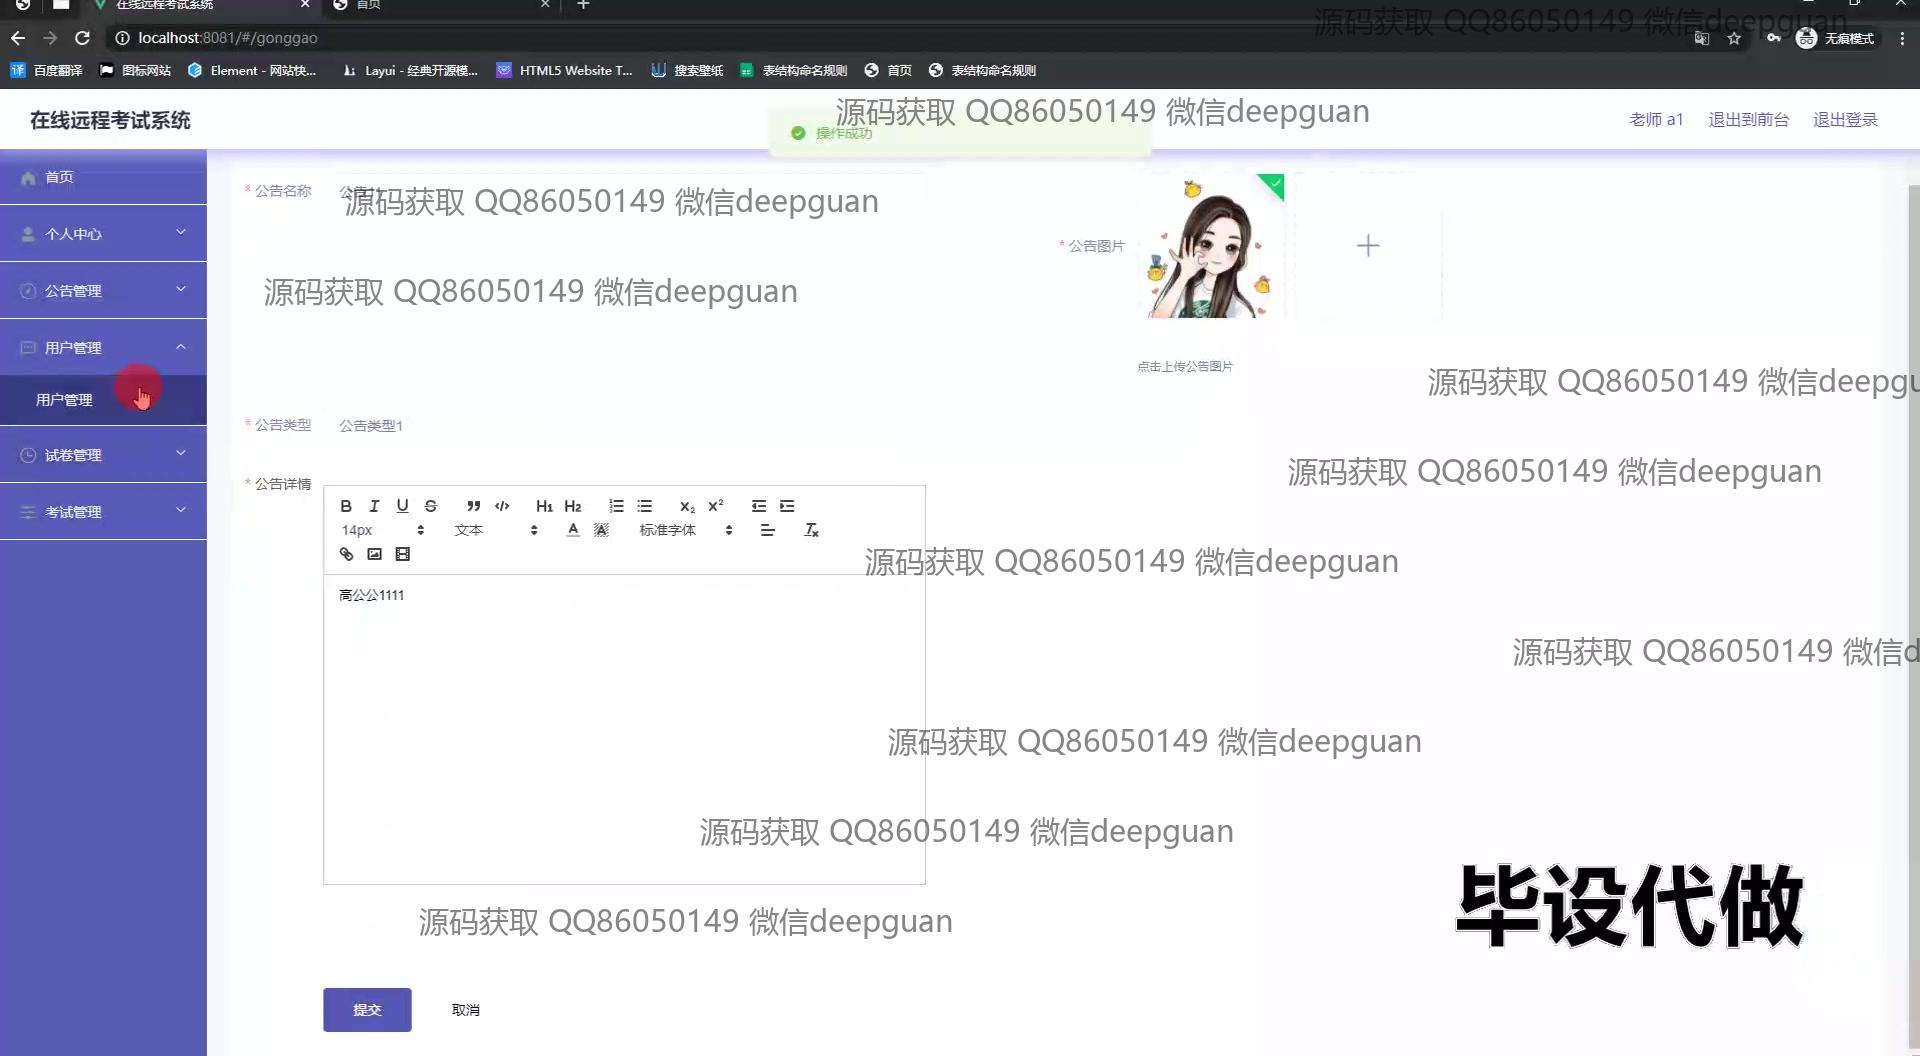 在线远程考试系统
首页
localhost:8081/#/gonggao
无痕模式
百度翻译
图标网站
Element - 网站快...
Layui - 经典开源模...
HTML5 Website T...
搜索壁纸
表结构命名规则
首页
表结构命名规则
源码获取 QQ86050149 微信deepguan
在线远程考试系统
源码获取 QQ86050149 微信deepguan
操作成功
老师 a1
退出到前台
退出登录
首页
个人中心
公告管理
用户管理
用户管理
试卷管理
考试管理
* 公告名称
源码获取 QQ86050149 微信deepguan
* 公告图片
源码获取 QQ86050149 微信deepguan
点击上传公告图片
源码获取 QQ86050149 微信deepgu
* 公告类型 公告类型1
源码获取 QQ86050149 微信deepguan
* 公告详情
B I U S H1 H2 x₂ x²
14px 文本 A A 标准字体
源码获取 QQ86050149 微信deepguan
高公公1111
源码获取 QQ86050149 微信d
源码获取 QQ86050149 微信deepguan
源码获取 QQ86050149 微信deepguan
毕设代做
源码获取 QQ86050149 微信deepguan
提交 取消